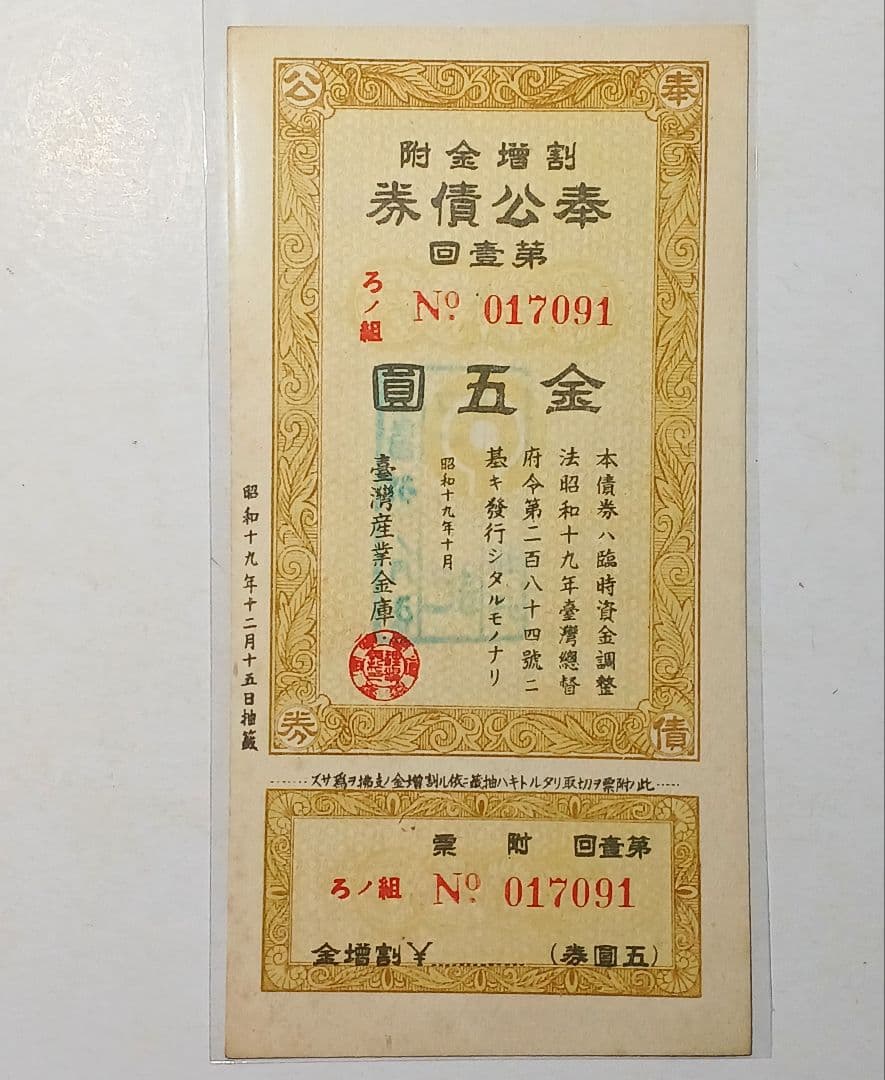 奉
公
債
券
割増金附
奉公債券
第壹回
ろノ組
No. 017091
金五圓
本債券ハ臨時資金調整
法昭和十九年臺灣總督
府令第二百八十四號ニ
基キ發行シタルモノナリ
昭和十九年十月
臺灣産業金庫
昭和十九年十二月十五日抽籤
此ノ附票ヲ切取リタルトキハ抽籤ニ依ル割增金ノ支拂ヲ爲サズ
第壹回附票
ろノ組 No. 017091
(五圓券)
割增金¥